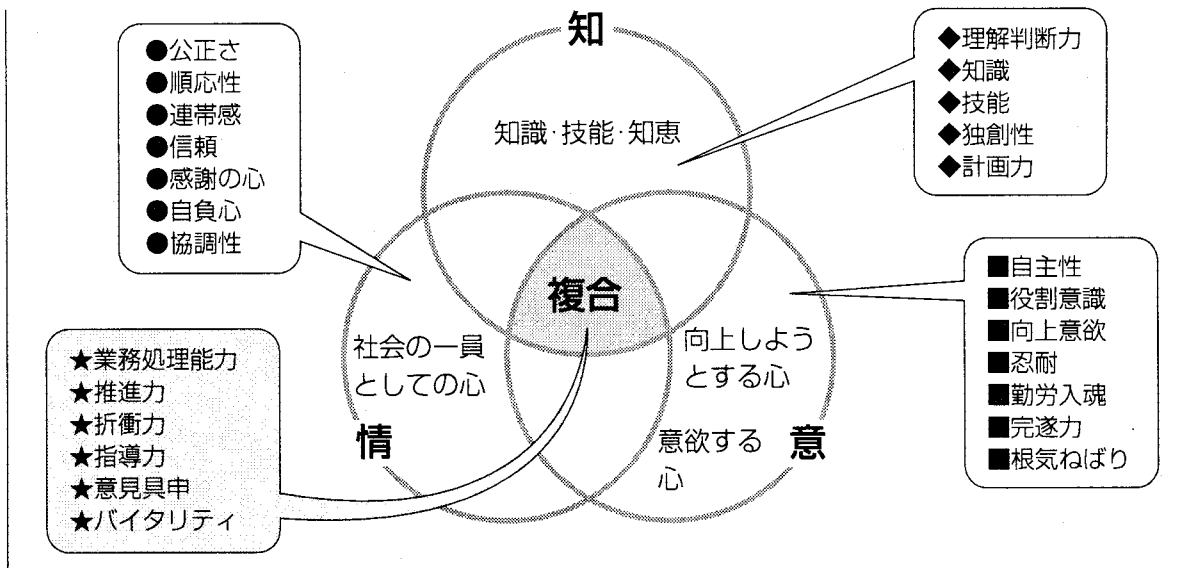 知
知識・技能・知恵
◆理解判断力
◆知識
◆技能
◆独創性
◆計画力
●公正さ
●順応性
●連帯感
●信頼
●感謝の心
●自負心
●協調性
複合
社会の一員
としての心
情
向上しよう
とする心
意欲する
心
意
■自主性
■役割意識
■向上意欲
■忍耐
■勤労入魂
■完遂力
■根気ねばり
★業務処理能力
★推進力
★折衝力
★指導力
★意見具申
★バイタリティ